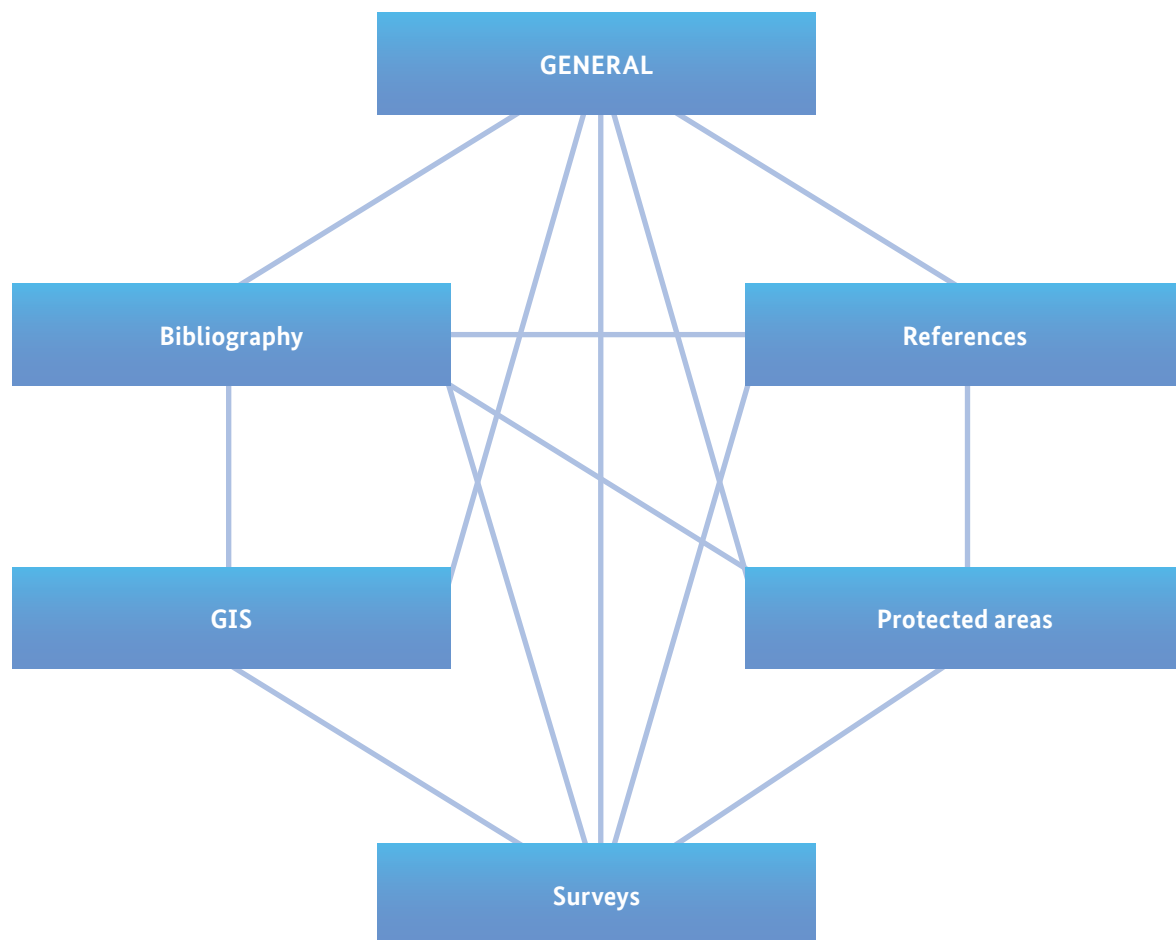 GENERAL
Bibliography
References
GIS
Protected areas
Surveys